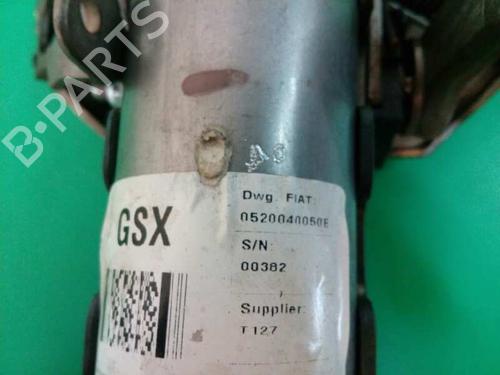 B-PARTS
GSX
Dwg. FIAT:
0520040050E
S/N:
00382
Supplier:
T127